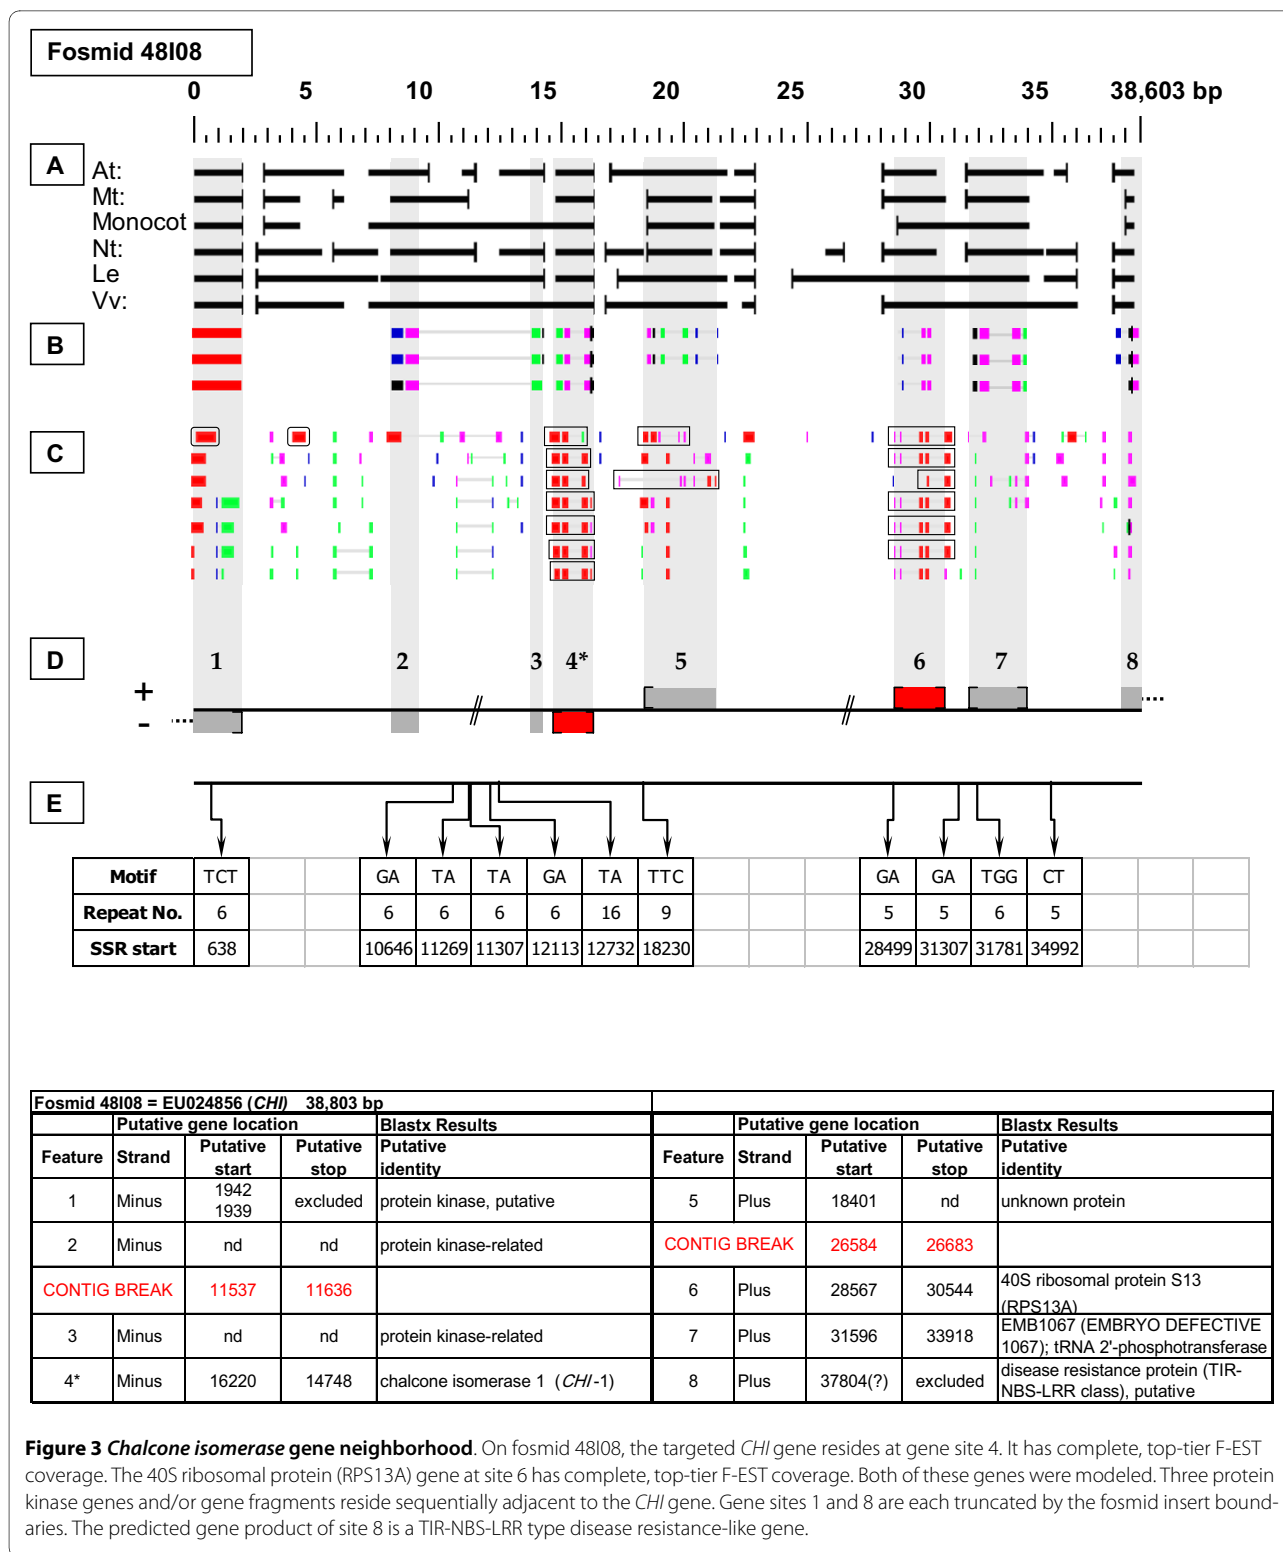 Fosmid 48I08
0 5 10 15 20 25 30 35 38,603 bp
A
At:
Mt:
Monocot
Nt:
Le
Vv:
B
C
D
1 2 3 4* 5 6 7 8
+
-
E
Motif TCT GA TA TA GA TA TTC GA GA TGG CT
Repeat No. 6 6 6 6 6 16 9 5 5 6 5
SSR start 638 10646 11269 11307 12113 12732 18230 28499 31307 31781 34992
Fosmid 48I08 = EU024856 (CHI) 38,803 bp
Putative gene location Blastx Results Putative gene location Blastx Results
Feature Strand Putative start Putative stop Putative identity Feature Strand Putative start Putative stop Putative identity
1 Minus 1942 1939 excluded protein kinase, putative 5 Plus 18401 nd unknown protein
2 Minus nd nd protein kinase-related CONTIG BREAK 26584 26683
CONTIG BREAK 11537 11636 6 Plus 28567 30544 40S ribosomal protein S13 (RPS13A)
3 Minus nd nd protein kinase-related 7 Plus 31596 33918 EMB1067 (EMBRYO DEFECTIVE 1067); tRNA 2'-phosphotransferase
4* Minus 16220 14748 chalcone isomerase 1 (CHI-1) 8 Plus 37804(?) excluded disease resistance protein (TIR-NBS-LRR class), putative
Figure 3 Chalcone isomerase gene neighborhood. On fosmid 48I08, the targeted CHI gene resides at gene site 4. It has complete, top-tier F-EST
coverage. The 40S ribosomal protein (RPS13A) gene at site 6 has complete, top-tier F-EST coverage. Both of these genes were modeled. Three protein
kinase genes and/or gene fragments reside sequentially adjacent to the CHI gene. Gene sites 1 and 8 are each truncated by the fosmid insert bound-
aries. The predicted gene product of site 8 is a TIR-NBS-LRR type disease resistance-like gene.